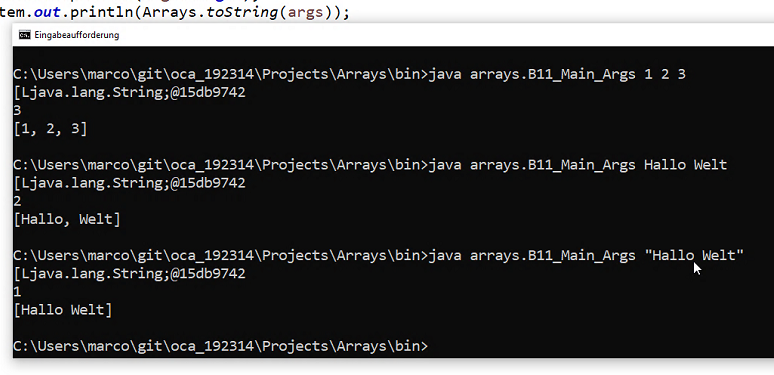 tem.out.println(Arrays.toString(args));
Eingabeaufforderung
C:\Users\marco\git\oca_192314\Projects\Arrays\bin>java arrays.B11_Main_Args 1 2 3
[Ljava.lang.String;@15db9742
3
[1, 2, 3]
C:\Users\marco\git\oca_192314\Projects\Arrays\bin>java arrays.B11_Main_Args Hallo Welt
[Ljava.lang.String;@15db9742
2
[Hallo, Welt]
C:\Users\marco\git\oca_192314\Projects\Arrays\bin>java arrays.B11_Main_Args "Hallo Welt"
[Ljava.lang.String;@15db9742
1
[Hallo Welt]
C:\Users\marco\git\oca_192314\Projects\Arrays\bin>